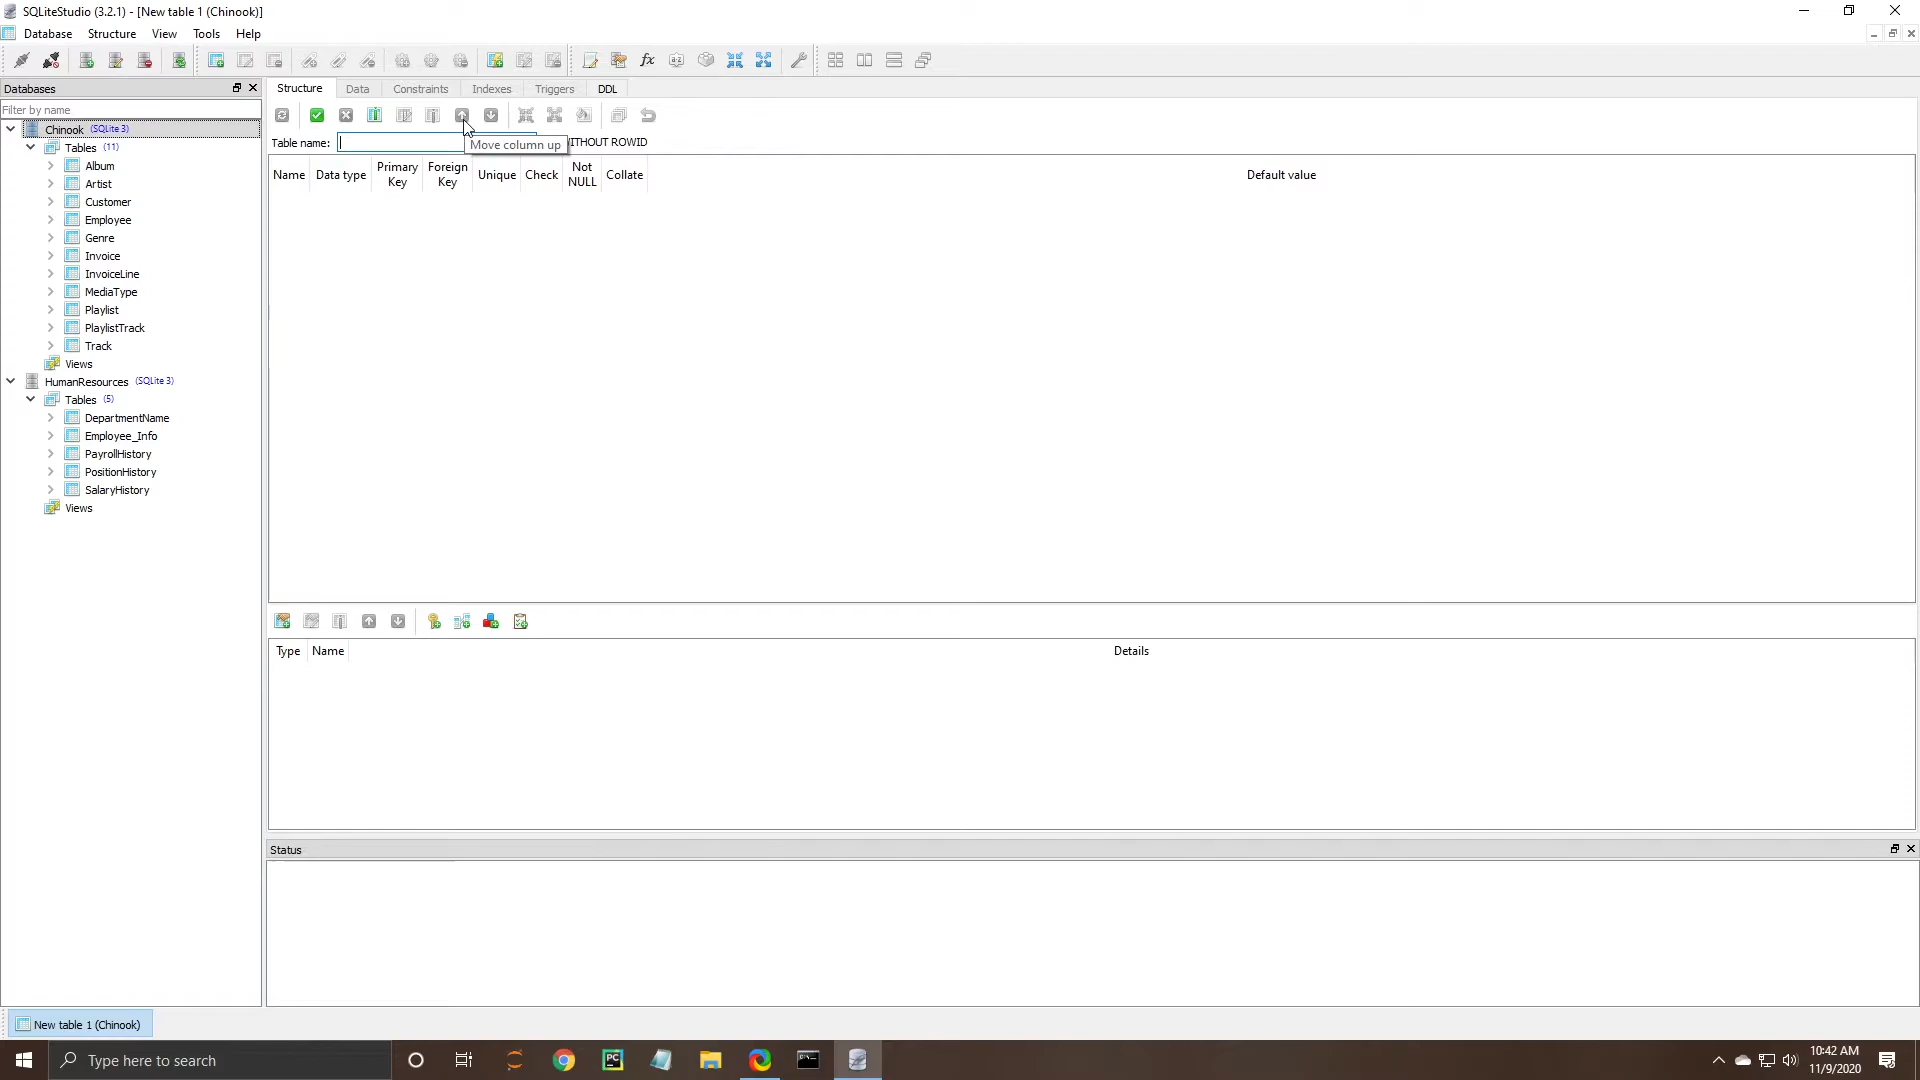 SQLiteStudio (3.2.1) - [New table 1 (Chinook)]
Database Structure View Tools Help
Databases
Filter by name
Chinook (SQLite 3)
Tables (11)
Album
Artist
Customer
Employee
Genre
Invoice
InvoiceLine
MediaType
Playlist
PlaylistTrack
Track
Views
HumanResources (SQLite 3)
Tables (5)
DepartmentName
Employee_Info
PayrollHistory
PositionHistory
SalaryHistory
Views
Structure Data Constraints Indexes Triggers DDL
Table name: ITHOUT ROWID
Move column up
Name Data type Primary Key Foreign Key Unique Check Not NULL Collate Default value
Type Name Details
Status
New table 1 (Chinook)
Type here to search
10:42 AM
11/9/2020